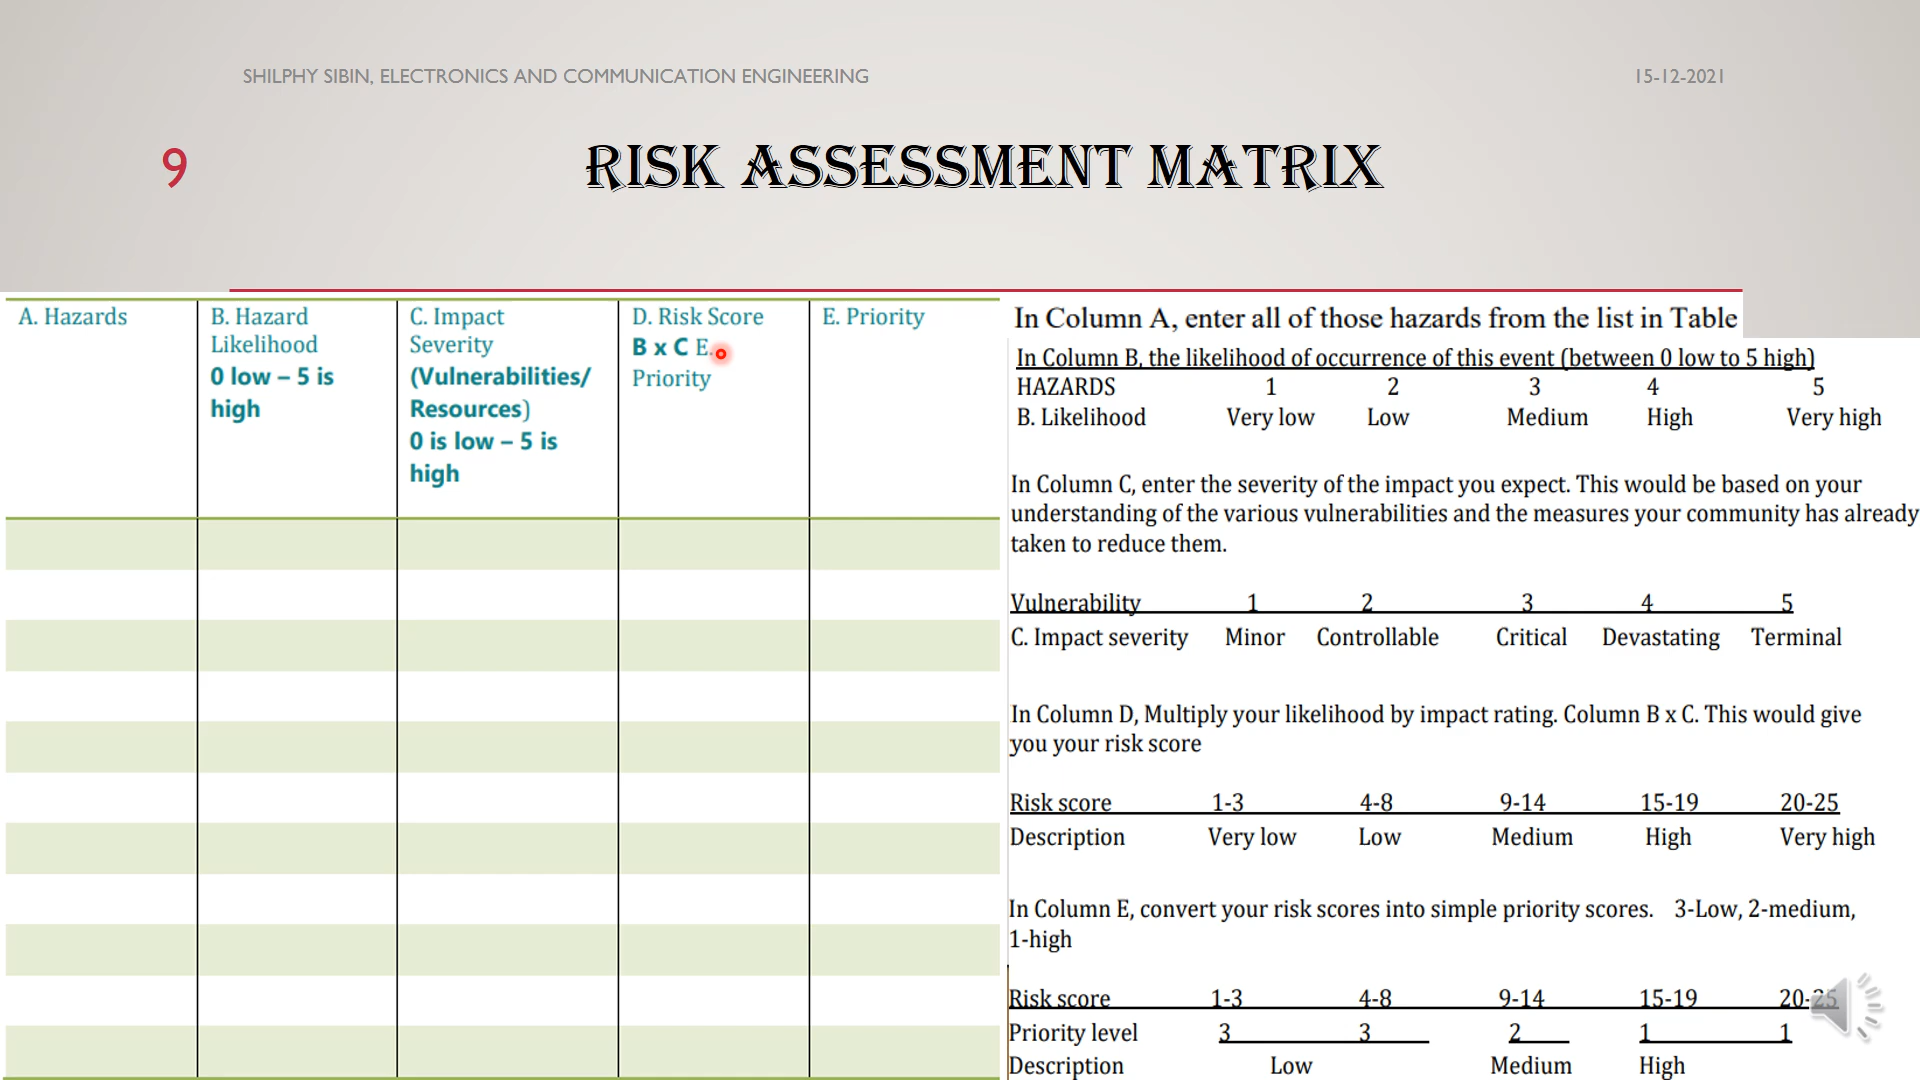 SHILPHY SIBIN, ELECTRONICS AND COMMUNICATION ENGINEERING
15-12-2021
9
RISK ASSESSMENT MATRIX
A. Hazards
B. Hazard
Likelihood
0 low – 5 is
high
C. Impact
Severity
(Vulnerabilities/
Resources)
0 is low – 5 is
high
D. Risk Score
B x C E.
Priority
E. Priority
In Column A, enter all of those hazards from the list in Table
In Column B, the likelihood of occurrence of this event (between 0 low to 5 high)
HAZARDS 1 2 3 4 5
B. Likelihood Very low Low Medium High Very high
In Column C, enter the severity of the impact you expect. This would be based on your
understanding of the various vulnerabilities and the measures your community has already
taken to reduce them.
Vulnerability 1 2 3 4 5
C. Impact severity Minor Controllable Critical Devastating Terminal
In Column D, Multiply your likelihood by impact rating. Column B x C. This would give
you your risk score
Risk score 1-3 4-8 9-14 15-19 20-25
Description Very low Low Medium High Very high
In Column E, convert your risk scores into simple priority scores. 3-Low, 2-medium,
1-high
Risk score 1-3 4-8 9-14 15-19 20-25
Priority level 3 3 2 1 1
Description Low Medium High